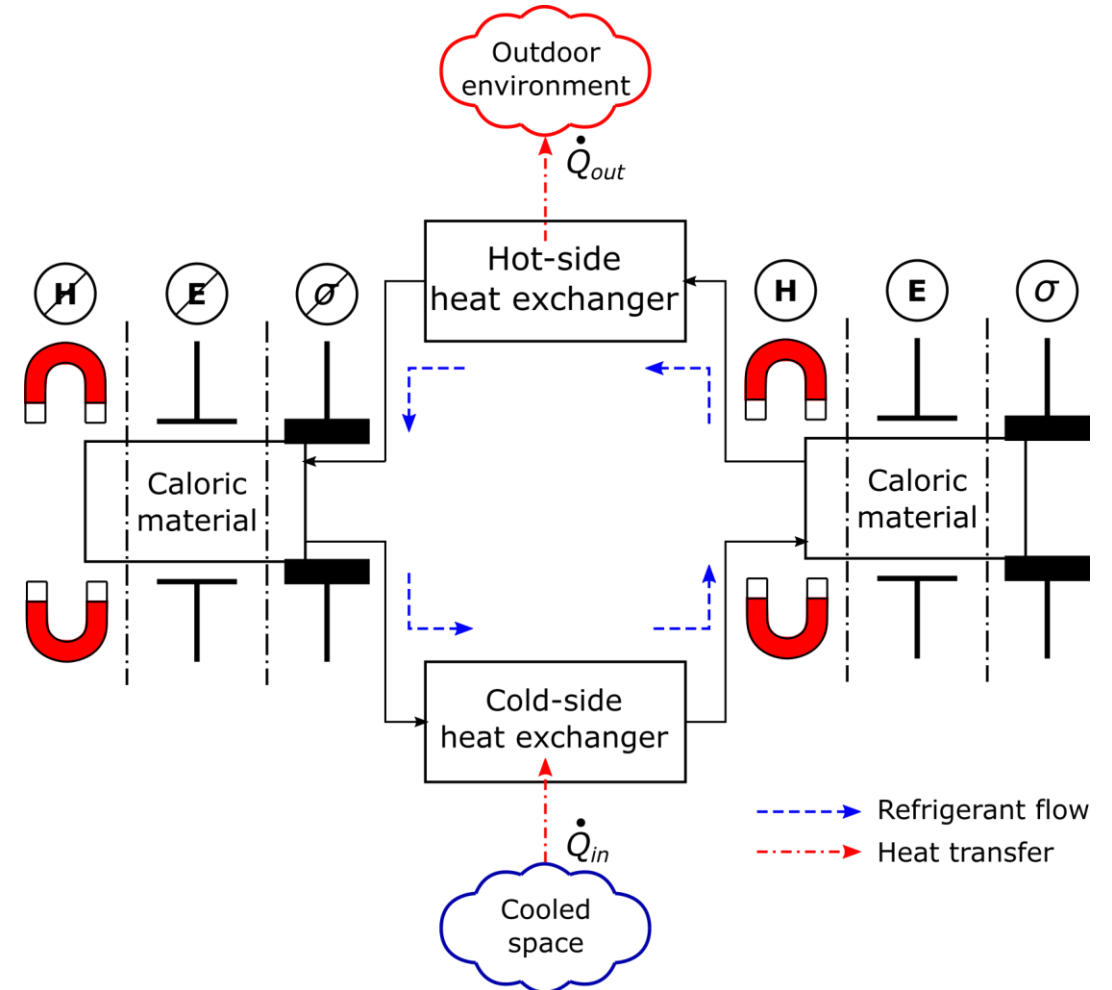 Outdoor
environment
Q̇out
Hot-side
heat exchanger
H
E
σ
H
E
σ
Caloric
material
Caloric
material
Cold-side
heat exchanger
Refrigerant flow
Heat transfer
Q̇in
Cooled
space